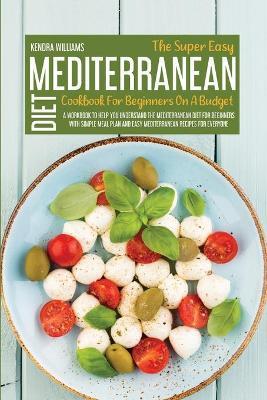 KENDRA WILLIAMS
The Super Easy
MEDITERRANEAN
DIET
Cookbook For Beginners On A Budget
A WORKBOOK TO HELP YOU UNDERSTAND THE MEDITERRANEAN DIET FOR BEGINNERS
WITH SIMPLE MEAL PLAN AND EASY MEDITERRANEAN RECIPES FOR EVERYONE